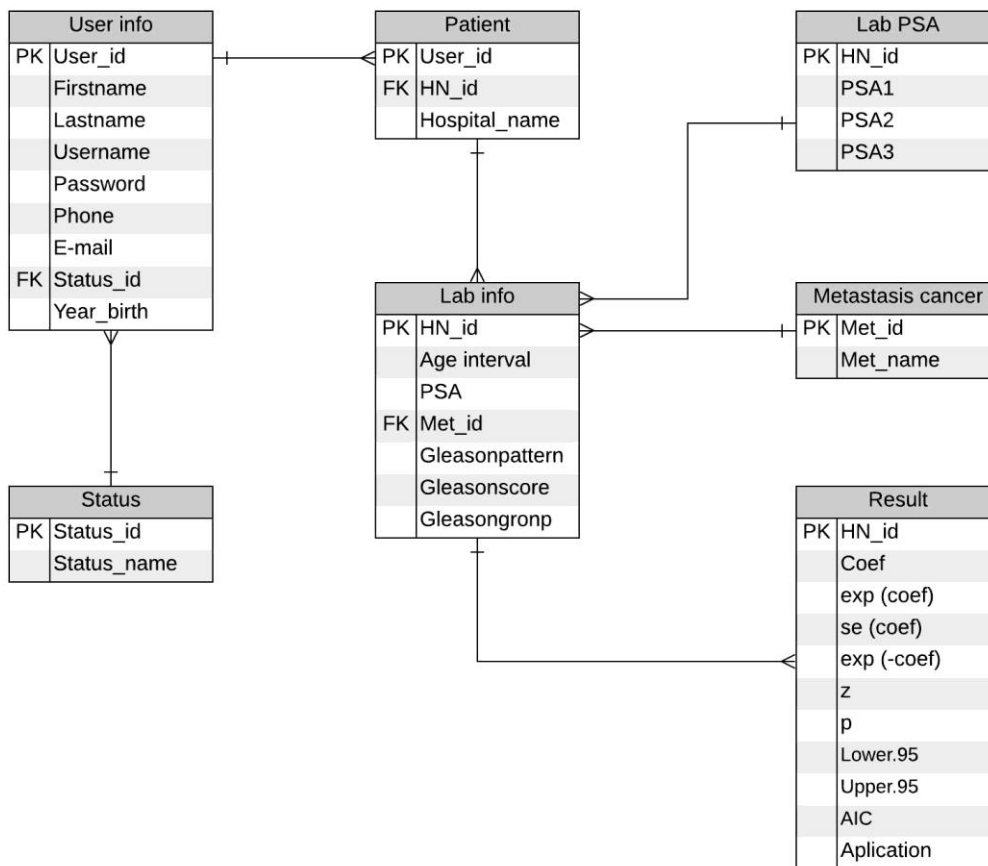 User info
PK User_id
Firstname
Lastname
Username
Password
Phone
E-mail
FK Status_id
Year_birth
Patient
PK User_id
FK HN_id
Hospital_name
Lab PSA
PK HN_id
PSA1
PSA2
PSA3
Lab info
PK HN_id
Age interval
PSA
FK Met_id
Gleasonpattern
Gleasonscore
Gleasongronp
Metastasis cancer
PK Met_id
Met_name
Status
PK Status_id
Status_name
Result
PK HN_id
Coef
exp (coef)
se (coef)
exp (-coef)
z
p
Lower.95
Upper.95
AIC
Aplication